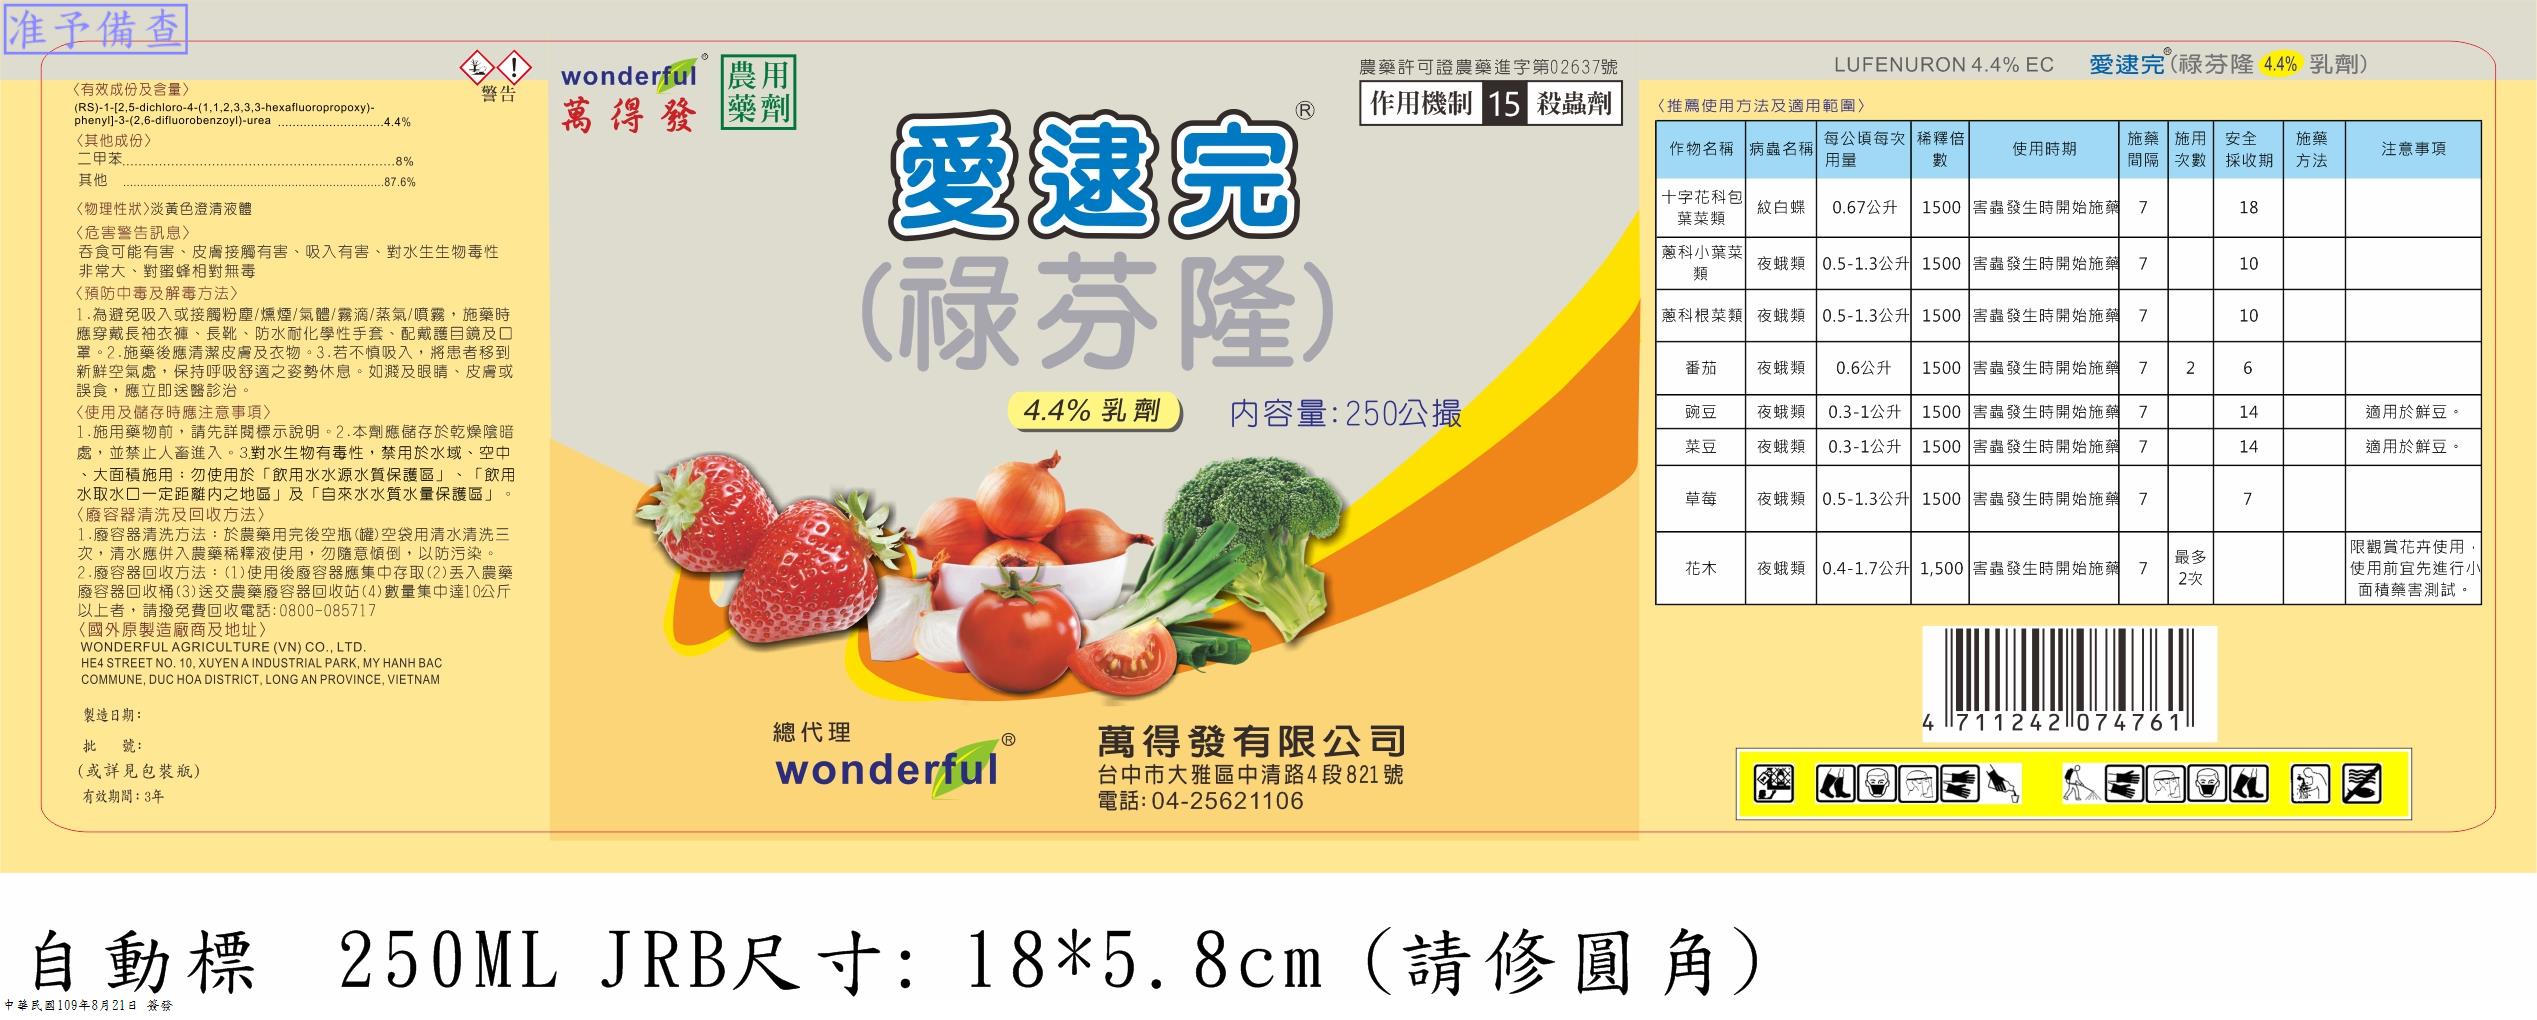 准予備查
〈有效成份及含量〉
(RS)-1-[2,5-dichloro-4-(1,1,2,3,3,3-hexafluoropropoxy)-
phenyl]-3-(2,6-difluorobenzoyl)-urea ..............................4.4%
〈其他成份〉
二甲苯..............................8%
其他 ..............................87.6%
〈物理性狀〉淡黃色澄清液體
〈危害警告訊息〉
吞食可能有害、皮膚接觸有害、吸入有害、對水生生物毒性
非常大、對蜜蜂相對無毒
〈預防中毒及解毒方法〉
1.為避免吸入或接觸粉塵/燻煙/氣體/霧滴/蒸氣/噴霧，施藥時
應穿戴長袖衣褲、長靴、防水耐化學性手套、配戴護目鏡及口
罩。2.施藥後應清潔皮膚及衣物。3.若不慎吸入，將患者移到
新鮮空氣處，保持呼吸舒適之姿勢休息。如濺及眼睛、皮膚或
誤食，應立即送醫診治。
〈使用及儲存時應注意事項〉
1.施用藥物前，請先詳閱標示說明。2.本劑應儲存於乾燥陰暗
處，並禁止人畜進入。3.對水生物有毒性，禁用於水域、空中
、大面積施用；勿使用於「飲用水水源水質保護區」、「飲用
水取水口一定距離內之地區」及「自來水水質水量保護區」。
〈廢容器清洗及回收方法〉
1.廢容器清洗方法：於農藥用完後空瓶(罐)空袋用清水清洗三
次，清水應併入農藥稀釋液使用，勿隨意傾倒，以防污染。
2.廢容器回收方法：(1)使用後廢容器應集中存取(2)丟入農藥
廢容器回收桶(3)送交農藥廢容器回收站(4)數量集中達10公斤
以上者，請撥免費回收電話:0800-085717
〈國外原製造廠商及地址〉
WONDERFUL AGRICULTURE (VN) CO., LTD.
HE4 STREET NO. 10, XUYEN A INDUSTRIAL PARK, MY HANH BAC
COMMUNE, DUC HOA DISTRICT, LONG AN PROVINCE, VIETNAM
製造日期:
批　號:
(或詳見包裝瓶)
有效期間:3年
警告
wonderful®
萬得發
農用
藥劑
農藥許可證農藥進字第02637號
作用機制 15 殺蟲劑
愛逮完®
(祿芬隆)
4.4% 乳劑
內容量:250公撮
總代理
wonderful®
萬得發有限公司
台中市大雅區中清路4段821號
電話:04-25621106
LUFENURON 4.4% EC 愛逮完®(祿芬隆 4.4% 乳劑)
〈推薦使用方法及適用範圍〉
作物名稱 病蟲名稱 每公頃每次用量 稀釋倍數 使用時期 施藥間隔 施用次數 安全採收期 施藥方法 注意事項
十字花科包葉菜類 紋白蝶 0.67公升 1500 害蟲發生時開始施藥 7 18
蔥科小葉菜類 夜蛾類 0.5-1.3公升 1500 害蟲發生時開始施藥 7 10
蔥科根菜類 夜蛾類 0.5-1.3公升 1500 害蟲發生時開始施藥 7 10
番茄 夜蛾類 0.6公升 1500 害蟲發生時開始施藥 7 2 6
豌豆 夜蛾類 0.3-1公升 1500 害蟲發生時開始施藥 7 14 適用於鮮豆。
菜豆 夜蛾類 0.3-1公升 1500 害蟲發生時開始施藥 7 14 適用於鮮豆。
草莓 夜蛾類 0.5-1.3公升 1500 害蟲發生時開始施藥 7 7
花木 夜蛾類 0.4-1.7公升 1,500 害蟲發生時開始施藥 7 最多2次 限觀賞花卉使用，使用前宜先進行小面積藥害測試。
4 711242 074761
自動標 250ML JRB尺寸: 18*5.8cm (請修圓角)
中華民國109年8月21日 簽發